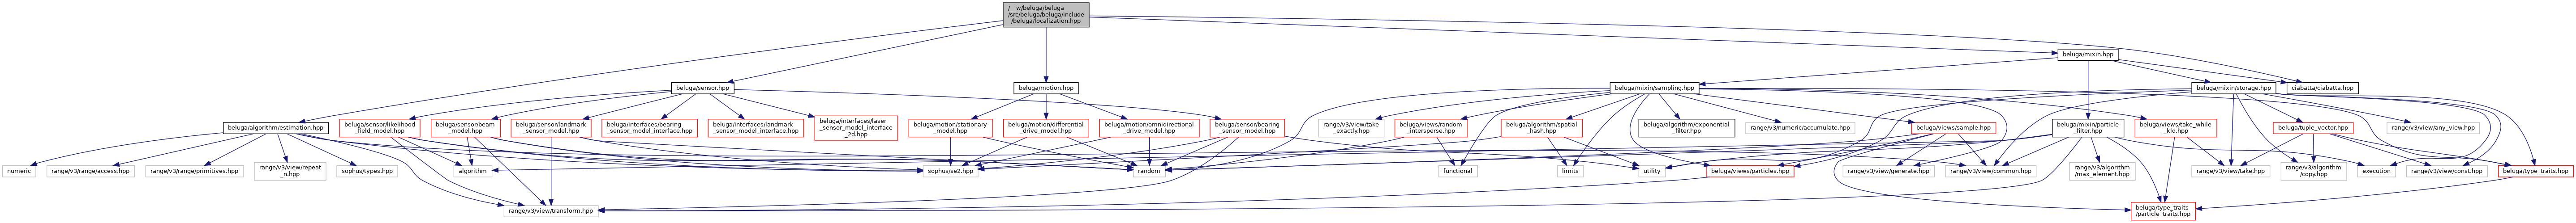 /__w/beluga/beluga
/src/beluga/beluga/include
/beluga/localization.hpp
beluga/mixin.hpp
beluga/sensor.hpp
beluga/motion.hpp
beluga/mixin/sampling.hpp
beluga/mixin/storage.hpp
ciabatta/ciabatta.hpp
beluga/algorithm/estimation.hpp
beluga/sensor/likelihood
_field_model.hpp
beluga/sensor/beam
_model.hpp
beluga/sensor/landmark
_sensor_model.hpp
beluga/interfaces/bearing
_sensor_model_interface.hpp
beluga/interfaces/landmark
_sensor_model_interface.hpp
beluga/interfaces/laser
_sensor_model_interface
_2d.hpp
beluga/motion/stationary
_model.hpp
beluga/motion/differential
_drive_model.hpp
beluga/motion/omnidirectional
_drive_model.hpp
beluga/sensor/bearing
_sensor_model.hpp
range/v3/view/take
_exactly.hpp
beluga/views/random
_intersperse.hpp
beluga/algorithm/spatial
_hash.hpp
beluga/algorithm/exponential
_filter.hpp
range/v3/numeric/accumulate.hpp
beluga/views/sample.hpp
beluga/mixin/particle
_filter.hpp
beluga/views/take_while
_kld.hpp
beluga/tuple_vector.hpp
range/v3/view/any_view.hpp
numeric
range/v3/range/access.hpp
range/v3/range/primitives.hpp
range/v3/view/repeat
_n.hpp
sophus/types.hpp
algorithm
sophus/se2.hpp
random
functional
limits
utility
beluga/views/particles.hpp
range/v3/view/generate.hpp
range/v3/view/common.hpp
range/v3/algorithm
/max_element.hpp
range/v3/view/take.hpp
range/v3/algorithm
/copy.hpp
execution
range/v3/view/const.hpp
beluga/type_traits.hpp
range/v3/view/transform.hpp
beluga/type_traits
/particle_traits.hpp